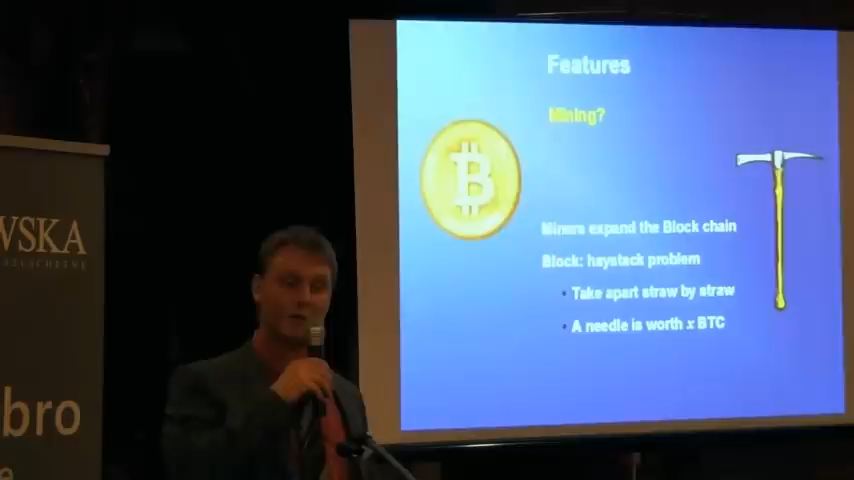 Features
Mining?
B
Miners expand the Block chain
Block: haystack problem
• Take apart straw by straw
• A needle is worth x BTC
VSKA
bro
e